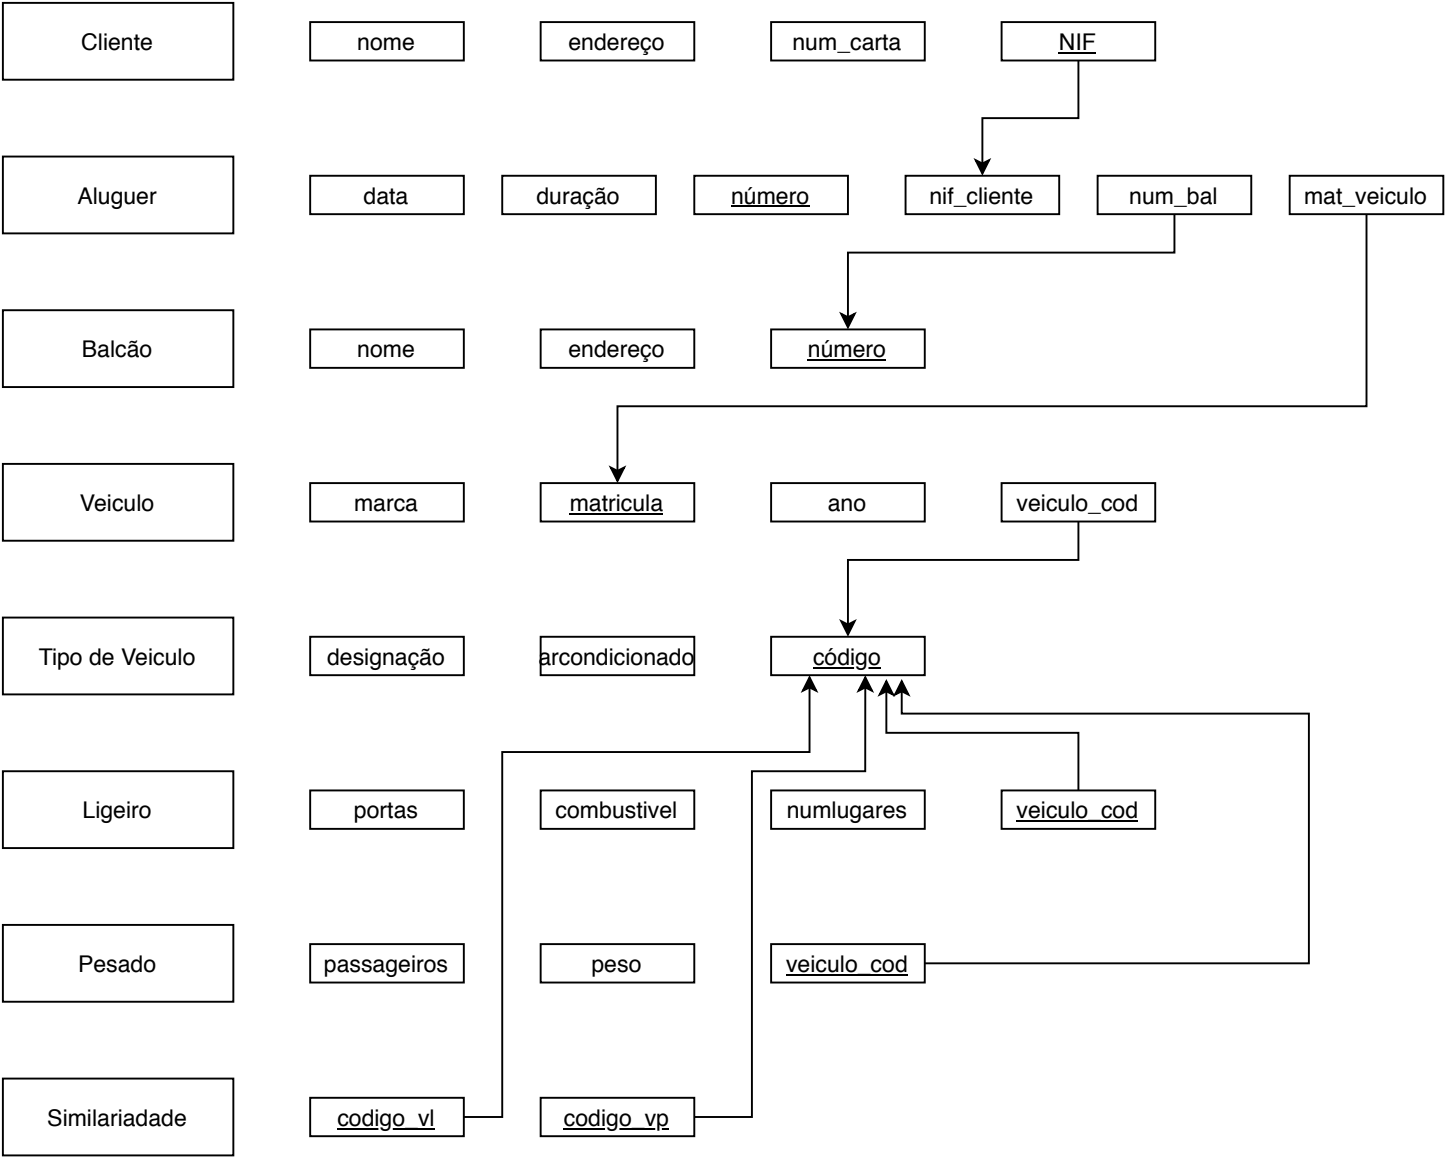 Cliente
nome
endereço
num_carta
NIF
Aluguer
data
duração
número
nif_cliente
num_bal
mat_veiculo
Balcão
nome
endereço
número
Veiculo
marca
matricula
ano
veiculo_cod
Tipo de Veiculo
designação
arcondicionado
código
Ligeiro
portas
combustivel
numlugares
veiculo_cod
Pesado
passageiros
peso
veiculo_cod
Similariadade
codigo_vl
codigo_vp